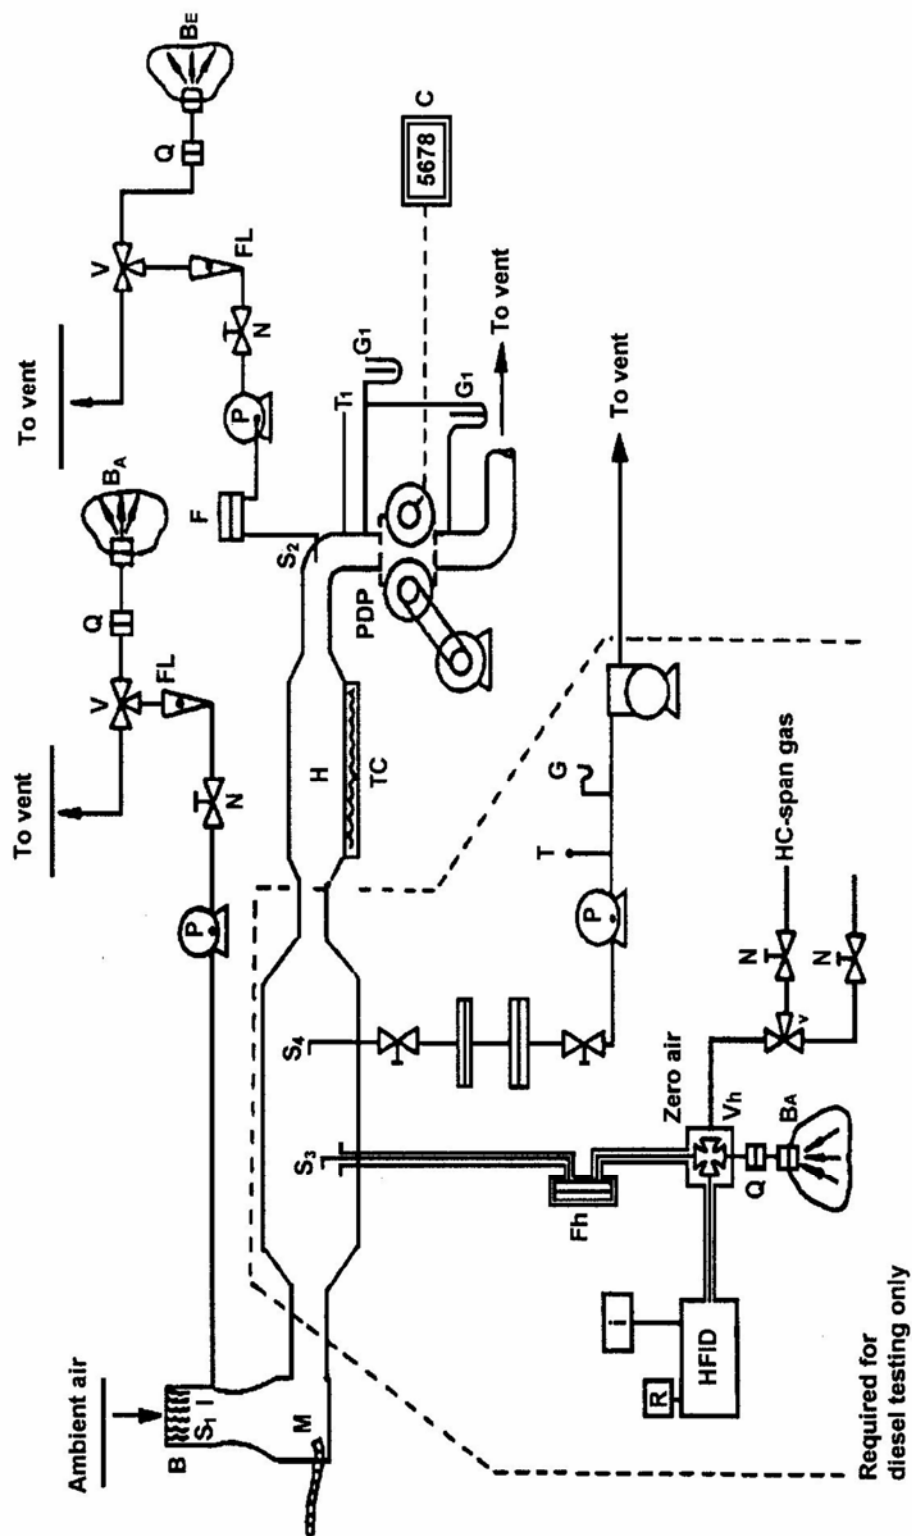 To vent
To vent
Ambient air
V
Q
BA
V
Q
BE
B
S1
I
P
N
FL
F
P
N
FL
M
S3
S4
H
TC
S2
T1
G1
PDP
G1
C
5678
To vent
T
G
P
To vent
Fh
i
R
HFID
Zero air
Vh
Q
BA
N
HC-span gas
v
N
Required for
diesel testing only